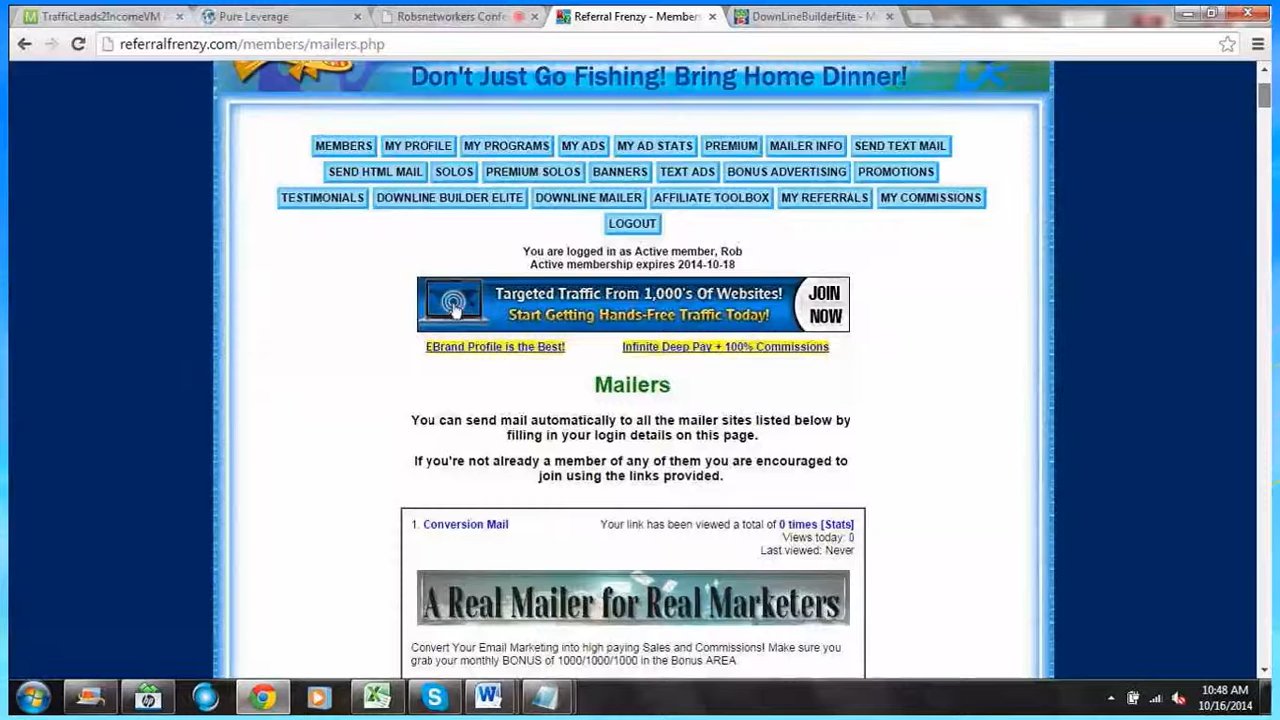 TrafficLeads2IncomeVM
Pure Leverage
Robsnetworkers Confe
Referral Frenzy - Member
DownLineBuilderElite - M
referralfrenzy.com/members/mailers.php
Don't Just Go Fishing! Bring Home Dinner!
MEMBERS MY PROFILE MY PROGRAMS MY ADS MY AD STATS PREMIUM MAILER INFO SEND TEXT MAIL
SEND HTML MAIL SOLOS PREMIUM SOLOS BANNERS TEXT ADS BONUS ADVERTISING PROMOTIONS
TESTIMONIALS DOWNLINE BUILDER ELITE DOWNLINE MAILER AFFILIATE TOOLBOX MY REFERRALS MY COMMISSIONS
LOGOUT
You are logged in as Active member, Rob
Active membership expires 2014-10-18
Targeted Traffic From 1,000's Of Websites!
Start Getting Hands-Free Traffic Today!
JOIN
NOW
EBrand Profile is the Best! Infinite Deep Pay + 100% Commissions
Mailers
You can send mail automatically to all the mailer sites listed below by
filling in your login details on this page.
If you're not already a member of any of them you are encouraged to
join using the links provided.
1. Conversion Mail Your link has been viewed a total of 0 times [Stats]
Views today: 0
Last viewed: Never
A Real Mailer for Real Marketers
Convert Your Email Marketing into high paying Sales and Commissions! Make sure you
grab your monthly BONUS of 1000/1000/1000 in the Bonus AREA.
10:48 AM
10/16/2014